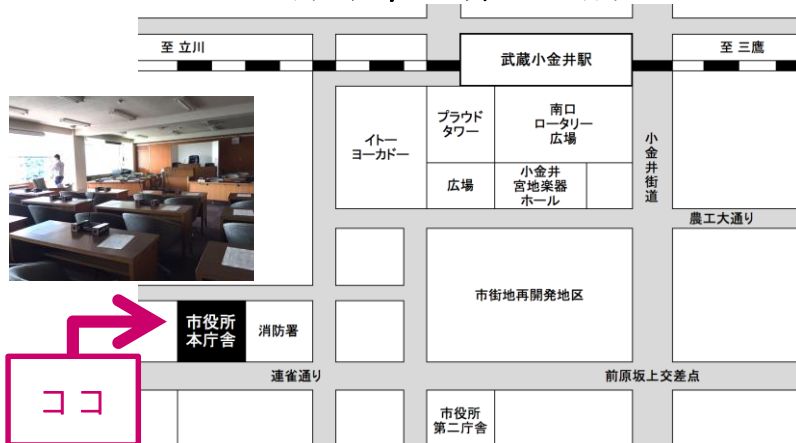 至 立川
武蔵小金井駅
至 三鷹
イトー
ヨーカドー
プラウド
タワー
南口
ロータリー
広場
広場
小金井
宮地楽器
ホール
小金井街道
農工大通り
市街地再開発地区
市役所
本庁舎
消防署
連雀通り
前原坂上交差点
ココ
市役所
第二庁舎